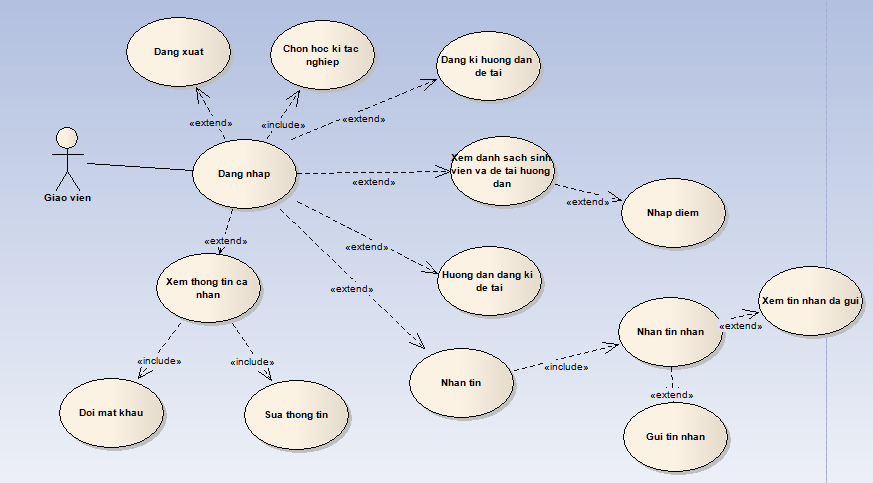 Dang xuat
Chon hoc ki tac
nghiep
Dang ki huong dan
de tai
«extend»
«include»
«extend»
Giao vien
Dang nhap
«extend»
Xem danh sach sinh
vien va de tai huong
dan
«extend»
Nhap diem
«extend»
«extend»
«extend»
Xem thong tin ca
nhan
Huong dan dang ki
de tai
Xem tin nhan da gui
Nhan tin nhan
«extend»
«include»
«include»
«include»
Nhan tin
«extend»
Doi mat khau
Sua thong tin
Gui tin nhan